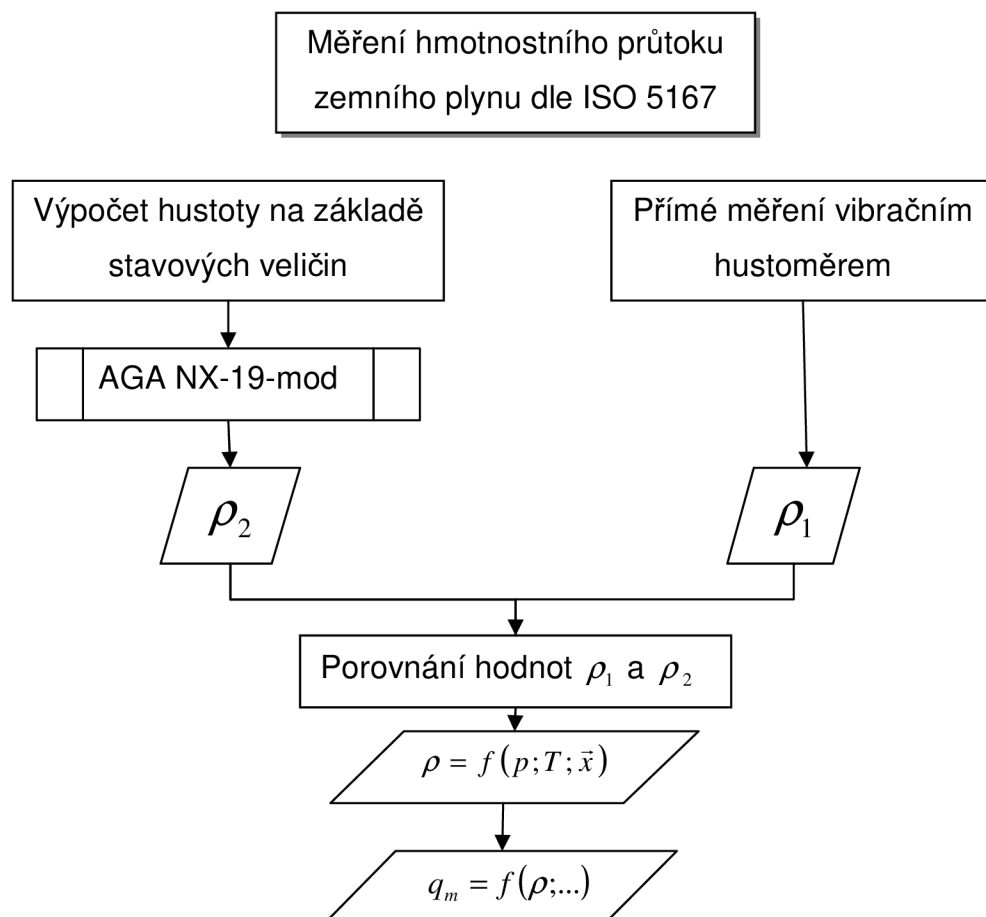 Měření hmotnostního průtoku
zemního plynu dle ISO 5167
Výpočet hustoty na základě
stavových veličin
Přímé měření vibračním
hustoměrem
AGA NX-19-mod
ρ₂
ρ₁
Porovnání hodnot ρ₁ a ρ₂
ρ = f(p;T;x⃗)
qₘ = f(ρ;...)